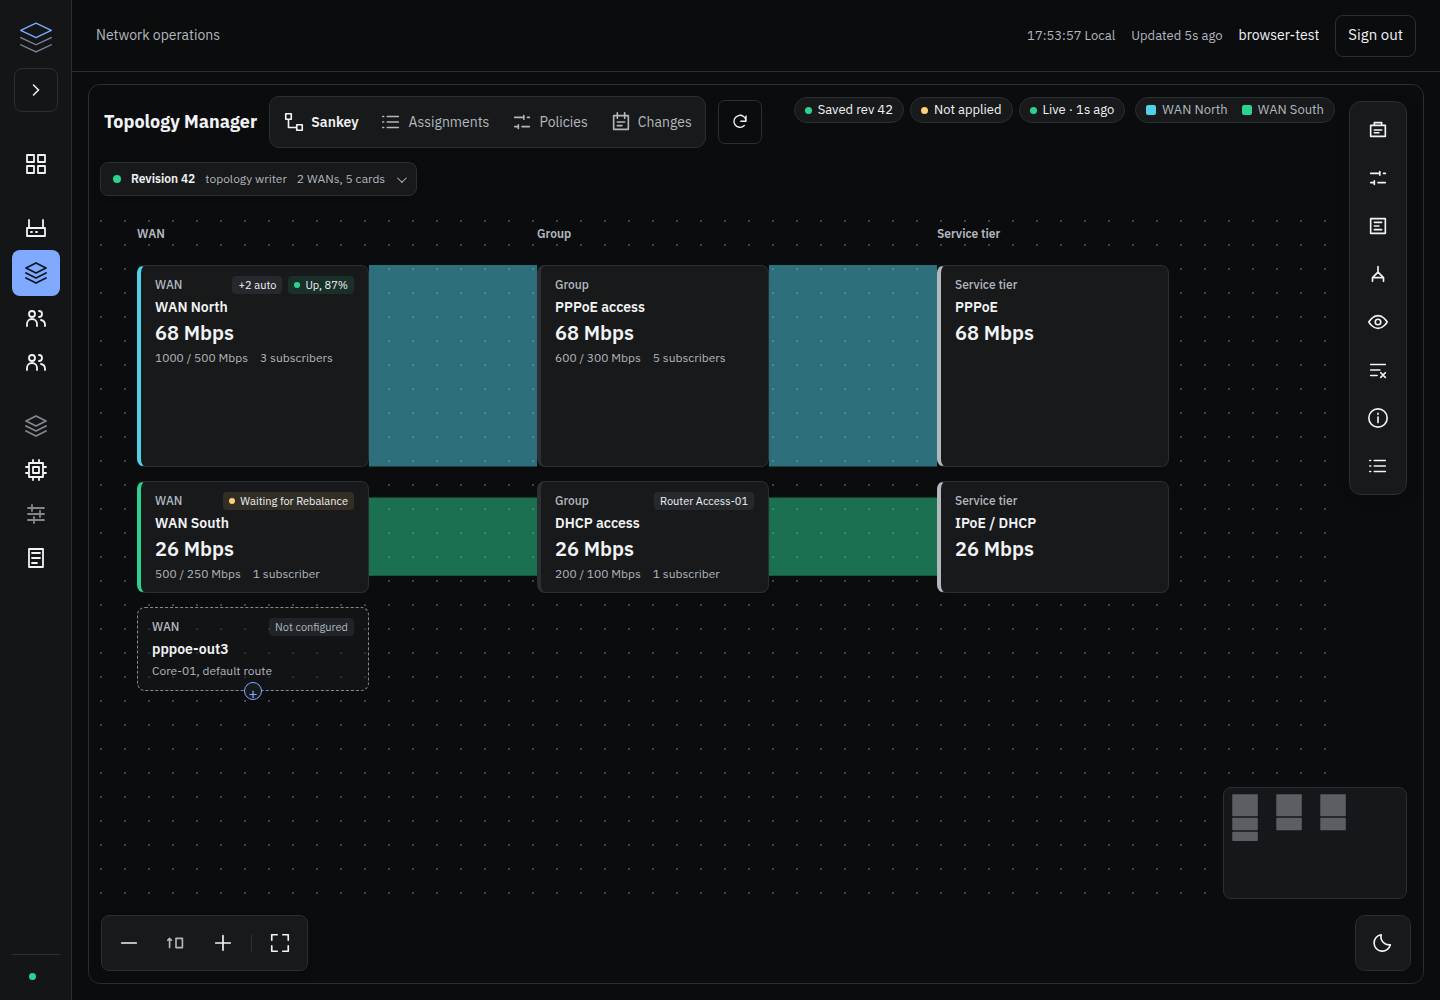 Network operations
17:53:57 Local
Updated 5s ago
browser-test
Sign out
Topology Manager
Sankey
Assignments
Policies
Changes
Saved rev 42
Not applied
Live · 1s ago
WAN North
WAN South
Revision 42 topology writer 2 WANs, 5 cards
WAN
Group
Service tier
WAN +2 auto Up, 87%
WAN North
68 Mbps
1000 / 500 Mbps 3 subscribers
Group
PPPoE access
68 Mbps
600 / 300 Mbps 5 subscribers
Service tier
PPPoE
68 Mbps
WAN Waiting for Rebalance
WAN South
26 Mbps
500 / 250 Mbps 1 subscriber
Group Router Access-01
DHCP access
26 Mbps
200 / 100 Mbps 1 subscriber
Service tier
IPoE / DHCP
26 Mbps
WAN Not configured
pppoe-out3
Core-01, default route